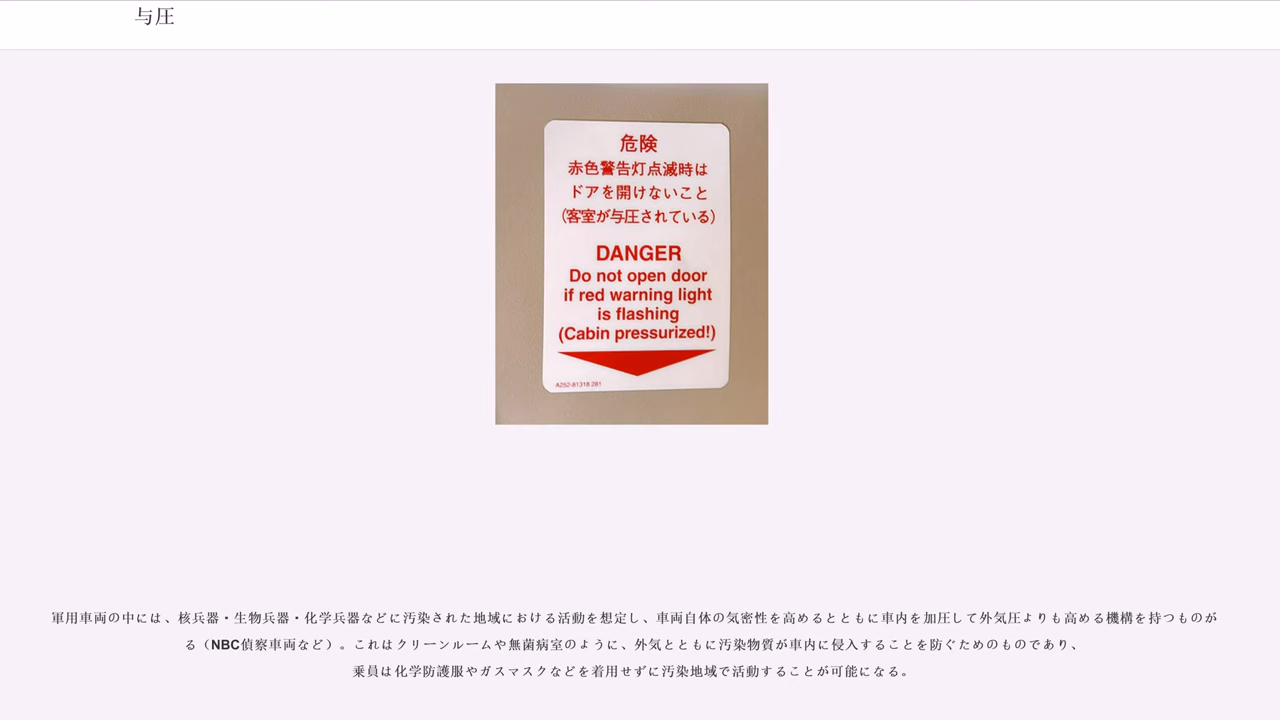 与圧
危険
赤色警告灯点滅時は
ドアを開けないこと
(客室が与圧されている)
DANGER
Do not open door
if red warning light
is flashing
(Cabin pressurized!)
A252-81318 281
軍用車両の中には、核兵器・生物兵器・化学兵器などに汚染された地域における活動を想定し、車両自体の気密性を高めるとともに車内を加圧して外気圧よりも高める機構を持つものが
る（NBC偵察車両など）。これはクリーンルームや無菌病室のように、外気とともに汚染物質が車内に侵入することを防ぐためのものであり、
乗員は化学防護服やガスマスクなどを着用せずに汚染地域で活動することが可能になる。